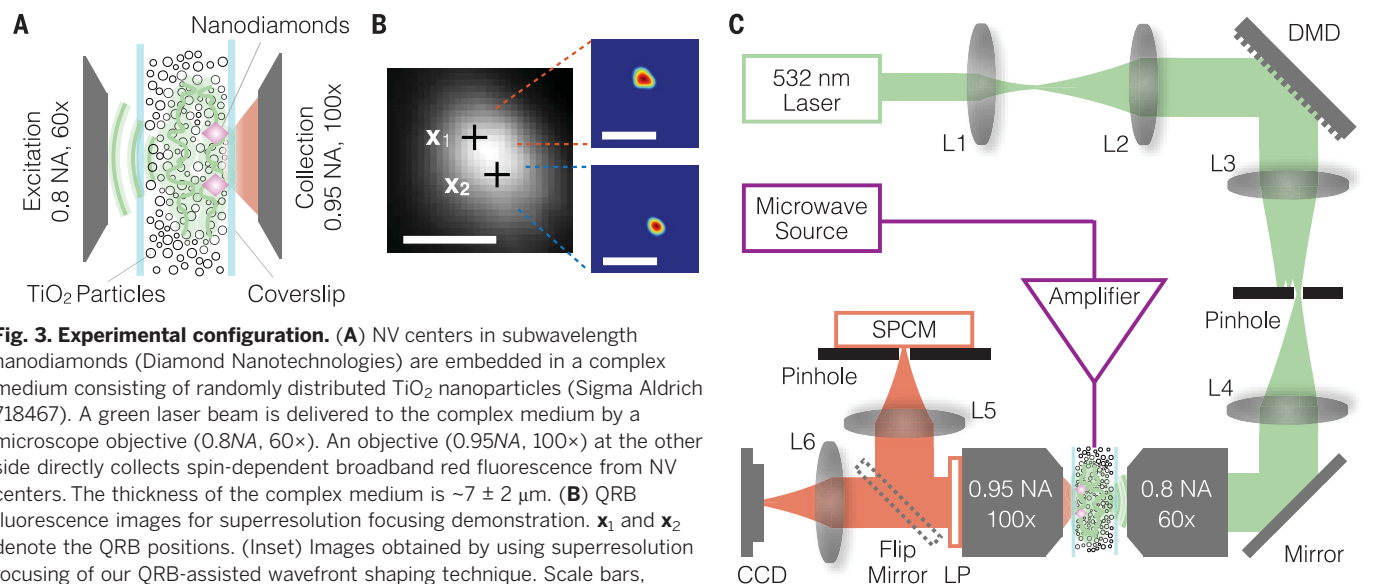 A
Nanodiamonds
Excitation
0.8 NA, 60x
Collection
0.95 NA, 100x
TiO2 Particles
Coverslip
B
x1
x2
C
532 nm
Laser
L1
L2
DMD
L3
Microwave
Source
Amplifier
Pinhole
SPCM
Pinhole
L4
L5
L6
0.95 NA
100x
0.8 NA
60x
CCD
Flip
Mirror
LP
Mirror
Fig. 3. Experimental configuration. (A) NV centers in subwavelength
nanodiamonds (Diamond Nanotechnologies) are embedded in a complex
medium consisting of randomly distributed TiO2 nanoparticles (Sigma Aldrich
718467). A green laser beam is delivered to the complex medium by a
microscope objective (0.8NA, 60×). An objective (0.95NA, 100×) at the other
side directly collects spin-dependent broadband red fluorescence from NV
centers. The thickness of the complex medium is ~7 ± 2 μm. (B) QRB
fluorescence images for superresolution focusing demonstration. x1 and x2
denote the QRB positions. (Inset) Images obtained by using superresolution
focusing of our QRB-assisted wavefront shaping technique. Scale bars,